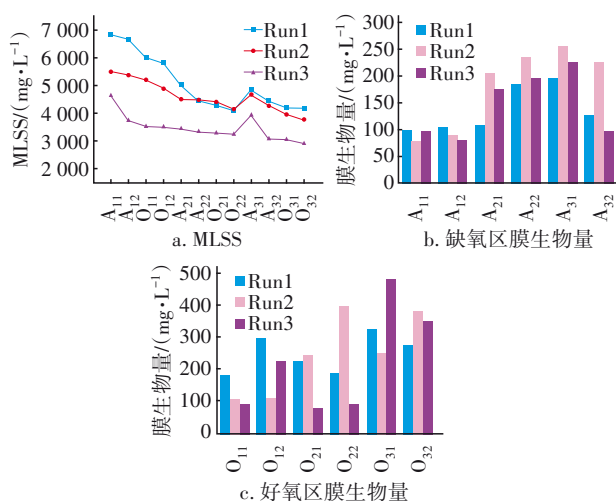 MLSS/(mg·L⁻¹)
7 000
6 000
5 000
4 000
3 000
2 000
Run1
Run2
Run3
A₁₁ A₁₂ O₁₁ O₁₂ A₂₁ A₂₂ O₂₁ O₂₂ A₃₁ A₃₂ O₃₁ O₃₂
a. MLSS
膜生物量/(mg·L⁻¹)
300
250
200
150
100
50
0
Run1
Run2
Run3
A₁₁ A₁₂ A₂₁ A₂₂ A₃₁ A₃₂
b. 缺氧区膜生物量
膜生物量/(mg·L⁻¹)
500
400
300
200
100
0
Run1
Run2
Run3
O₁₁ O₁₂ O₂₁ O₂₂ O₃₁ O₃₂
c. 好氧区膜生物量